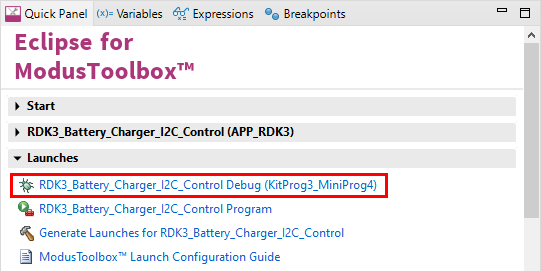 Quick Panel
(x)= Variables
Expressions
Breakpoints
Eclipse for
ModusToolbox™
Start
RDK3_Battery_Charger_I2C_Control (APP_RDK3)
Launches
RDK3_Battery_Charger_I2C_Control Debug (KitProg3_MiniProg4)
RDK3_Battery_Charger_I2C_Control Program
Generate Launches for RDK3_Battery_Charger_I2C_Control
ModusToolbox™ Launch Configuration Guide